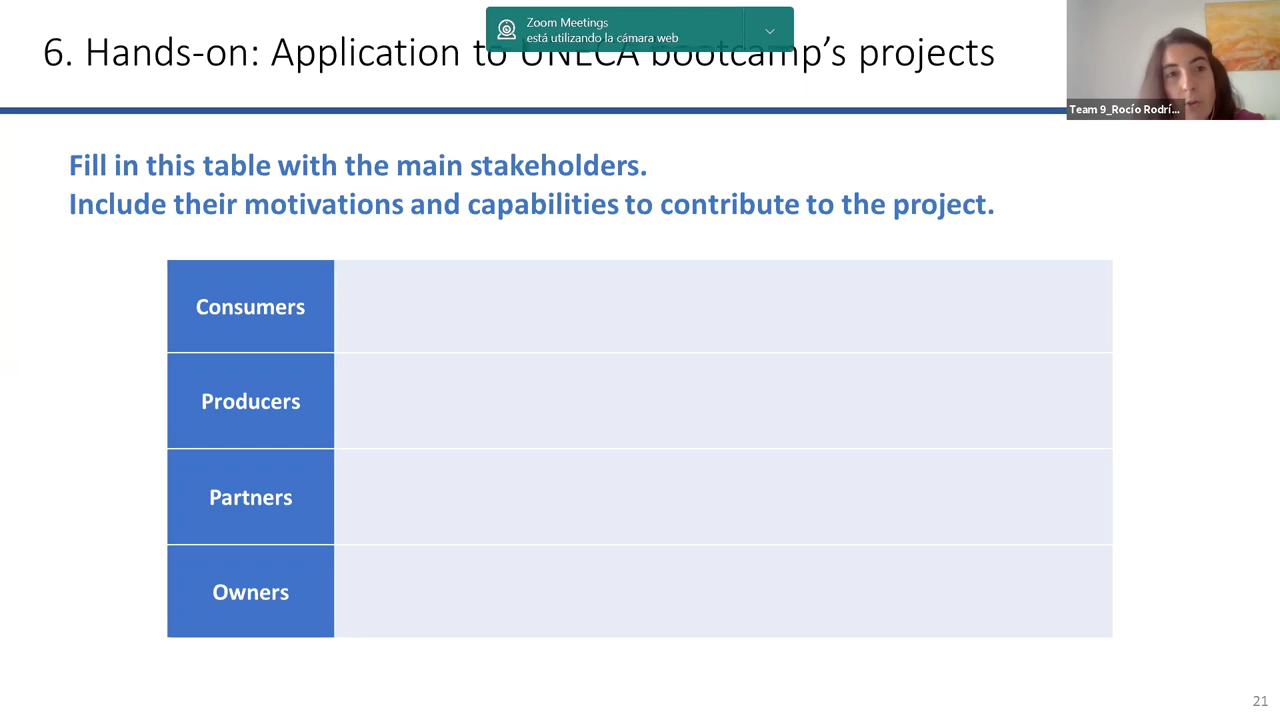 Zoom Meetings
está utilizando la cámara web
6. Hands-on: Application to UNECA bootcamp's projects
Team 9_Rocío Rodrí...
Fill in this table with the main stakeholders.
Include their motivations and capabilities to contribute to the project.
Consumers
Producers
Partners
Owners
21